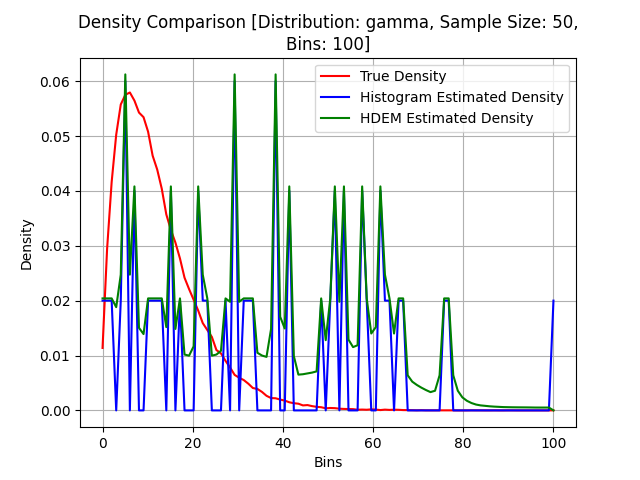 Density Comparison [Distribution: gamma, Sample Size: 50,
Bins: 100]
True Density
Histogram Estimated Density
HDEM Estimated Density
Density
0.06
0.05
0.04
0.03
0.02
0.01
0.00
0 20 40 60 80 100
Bins